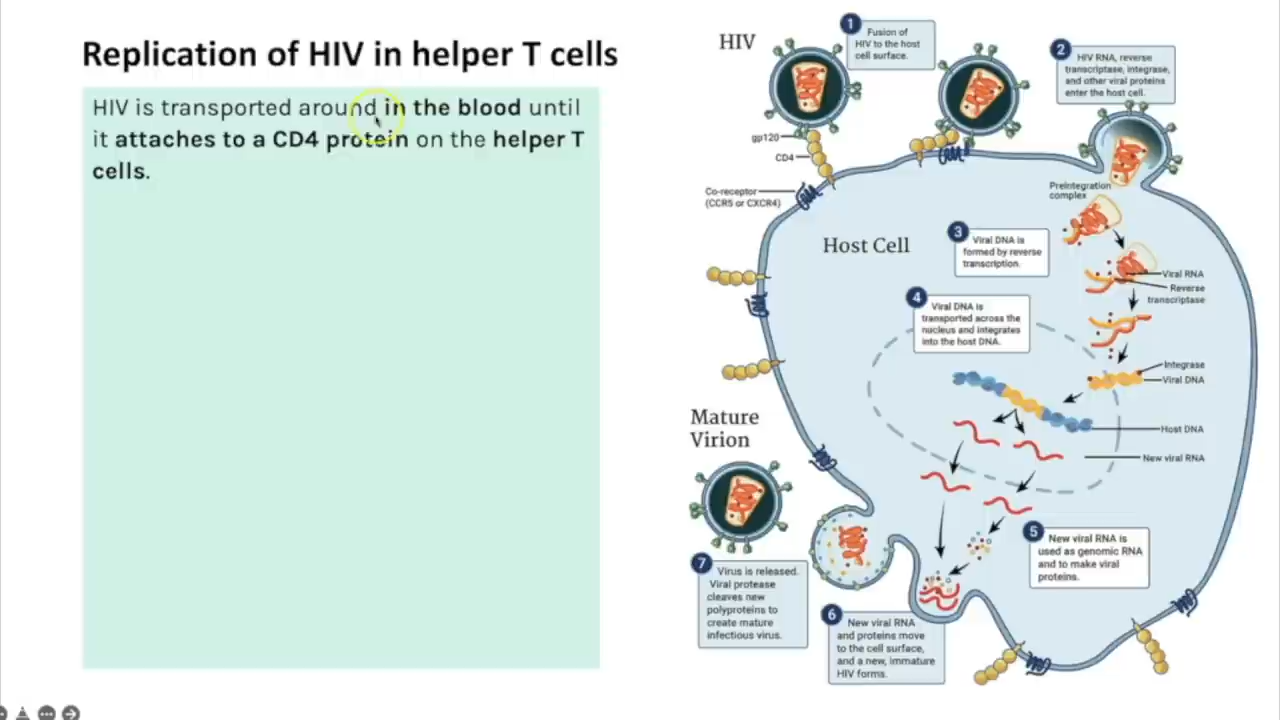 Replication of HIV in helper T cells
HIV is transported around in the blood until
it attaches to a CD4 protein on the helper T
cells.
HIV
1
Fusion of
HIV to the host
cell surface.
2
HIV RNA, reverse
transcriptase, integrase,
and other viral proteins
enter the host cell.
gp120
CD4
Co-receptor
(CCR5 or CXCR4)
Preintegration
complex
Host Cell
3
Viral DNA is
formed by reverse
transcription.
Viral RNA
Reverse
transcriptase
4
Viral DNA is
transported across the
nucleus and integrates
into the host DNA.
Integrase
Viral DNA
Host DNA
New viral RNA
Mature
Virion
5
New viral RNA is
used as genomic RNA
and to make viral
proteins.
7
Virus is released.
Viral protease
cleaves new
polyproteins to
create mature
infectious virus.
6
New viral RNA
and proteins move
to the cell surface,
and a new, immature
HIV forms.